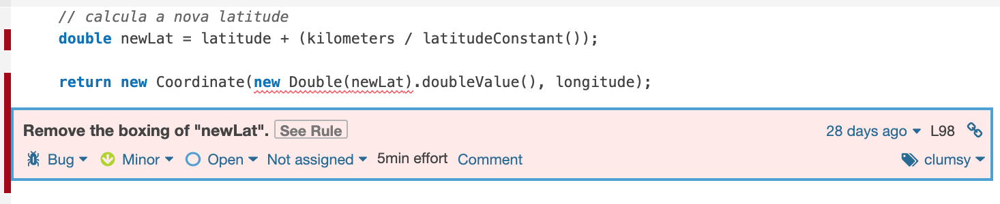 // calcula a nova latitude
double newLat = latitude + (kilometers / latitudeConstant());
return new Coordinate(new Double(newLat).doubleValue(), longitude);
Remove the boxing of "newLat". See Rule 28 days ago L98
Bug Minor Open Not assigned 5min effort Comment clumsy